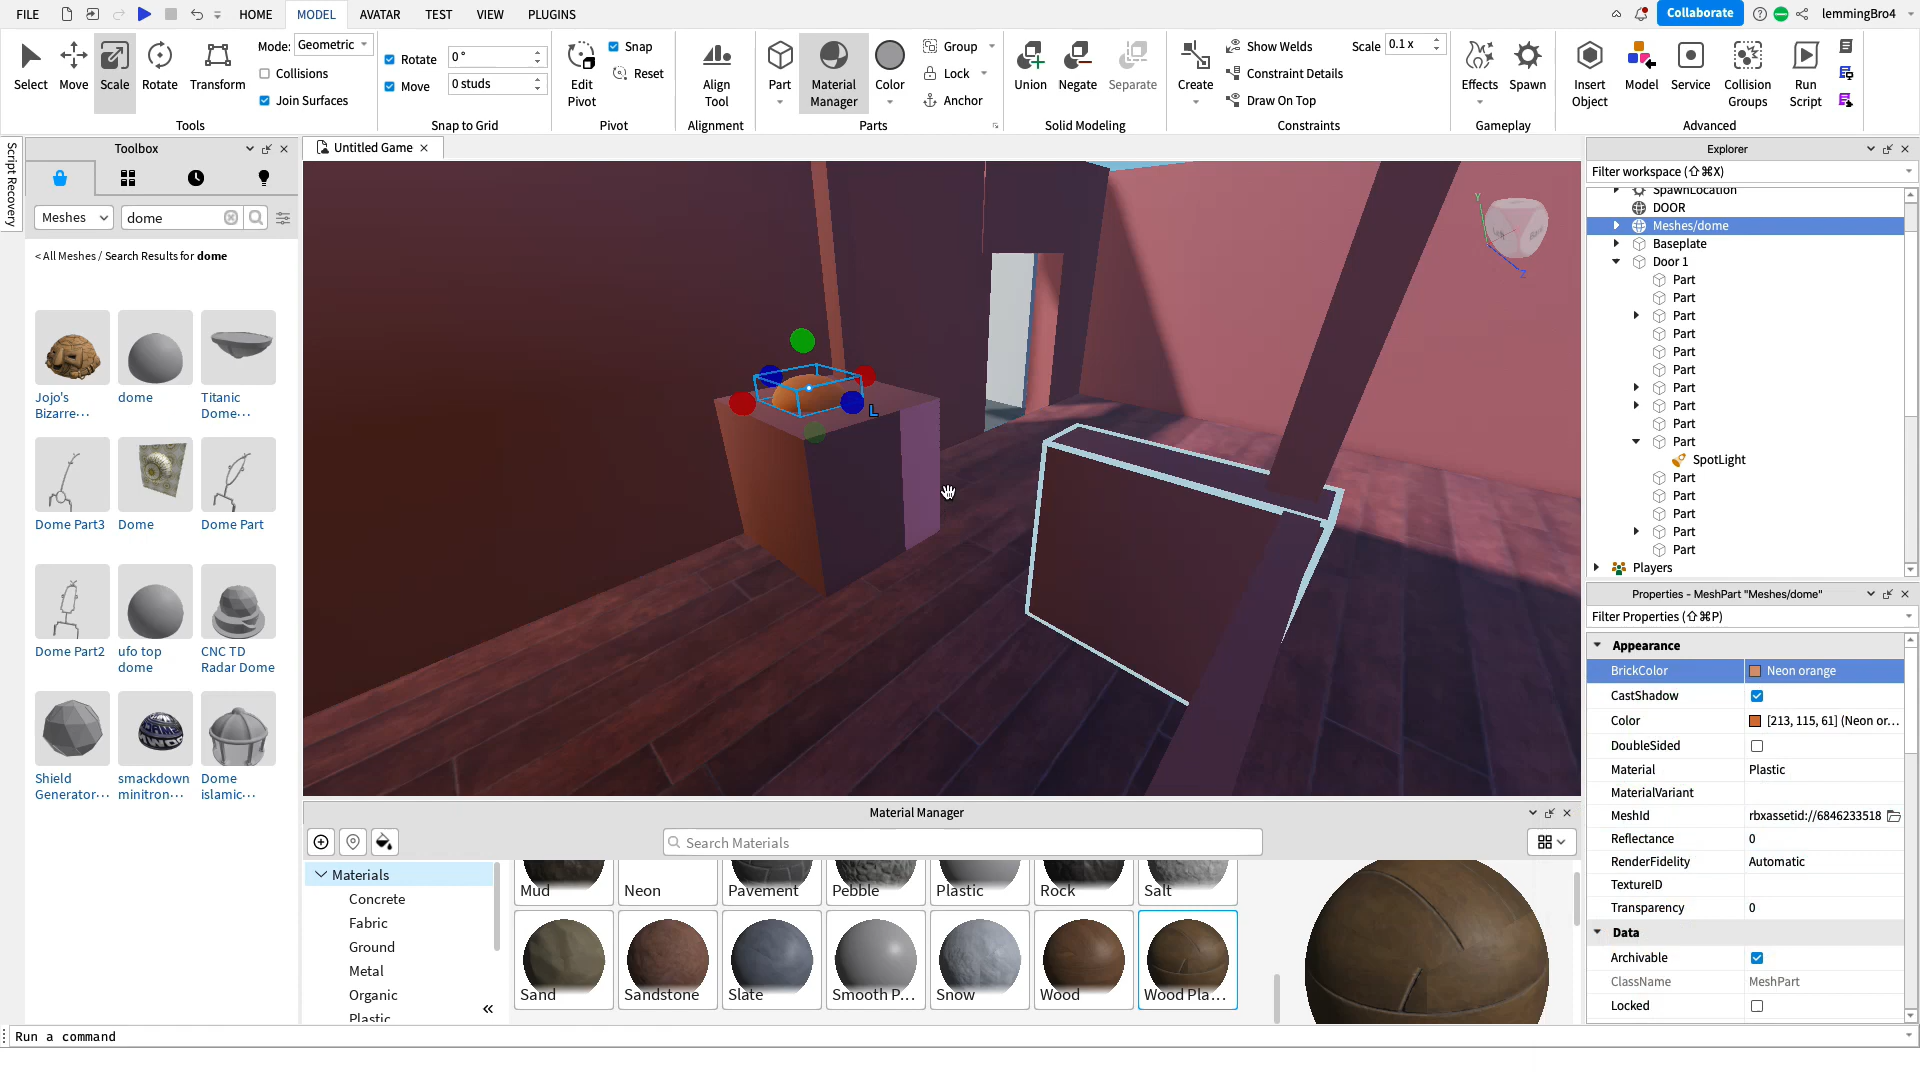 FILE HOME MODEL AVATAR TEST VIEW PLUGINS Collaborate lemmingBro4
Select Move Scale Rotate Transform
Mode: Geometric
Collisions
Join Surfaces
Tools
Rotate 0 °
Move 0 studs
Snap to Grid
Edit Pivot
Snap
Reset
Pivot
Align Tool
Alignment
Part Material Manager Color
Group
Lock
Anchor
Parts
Union Negate Separate
Solid Modeling
Create
Show Welds
Constraint Details
Draw On Top
Scale 0.1 x
Constraints
Effects Spawn
Gameplay
Insert Object Model Service Collision Groups Run Script
Advanced
Script Recovery
Toolbox
Meshes dome
< All Meshes / Search Results for dome
Jojo's Bizarre··· dome Titanic Dome···
Dome Part3 Dome Dome Part
Dome Part2 ufo top dome CNC TD Radar Dome
Shield Generator··· smackdown minitron··· Dome islamic···
Untitled Game
Y
Z
L
Material Manager
Search Materials
Materials
Concrete
Fabric
Ground
Metal
Organic
Plastic
Mud Neon Pavement Pebble Plastic Rock Salt
Sand Sandstone Slate Smooth P... Snow Wood Wood Pla...
Explorer
Filter workspace (⇧⌘X)
SpawnLocation
DOOR
Meshes/dome
Baseplate
Door 1
Part
Part
Part
Part
Part
Part
Part
Part
Part
Part
SpotLight
Part
Part
Part
Part
Part
Players
Properties - MeshPart "Meshes/dome"
Filter Properties (⇧⌘P)
Appearance
BrickColor Neon orange
CastShadow
Color [213, 115, 61] (Neon or...
DoubleSided
Material Plastic
MaterialVariant
MeshId rbxassetid://6846233518
Reflectance 0
RenderFidelity Automatic
TextureID
Transparency 0
Data
Archivable
ClassName MeshPart
Locked
Run a command